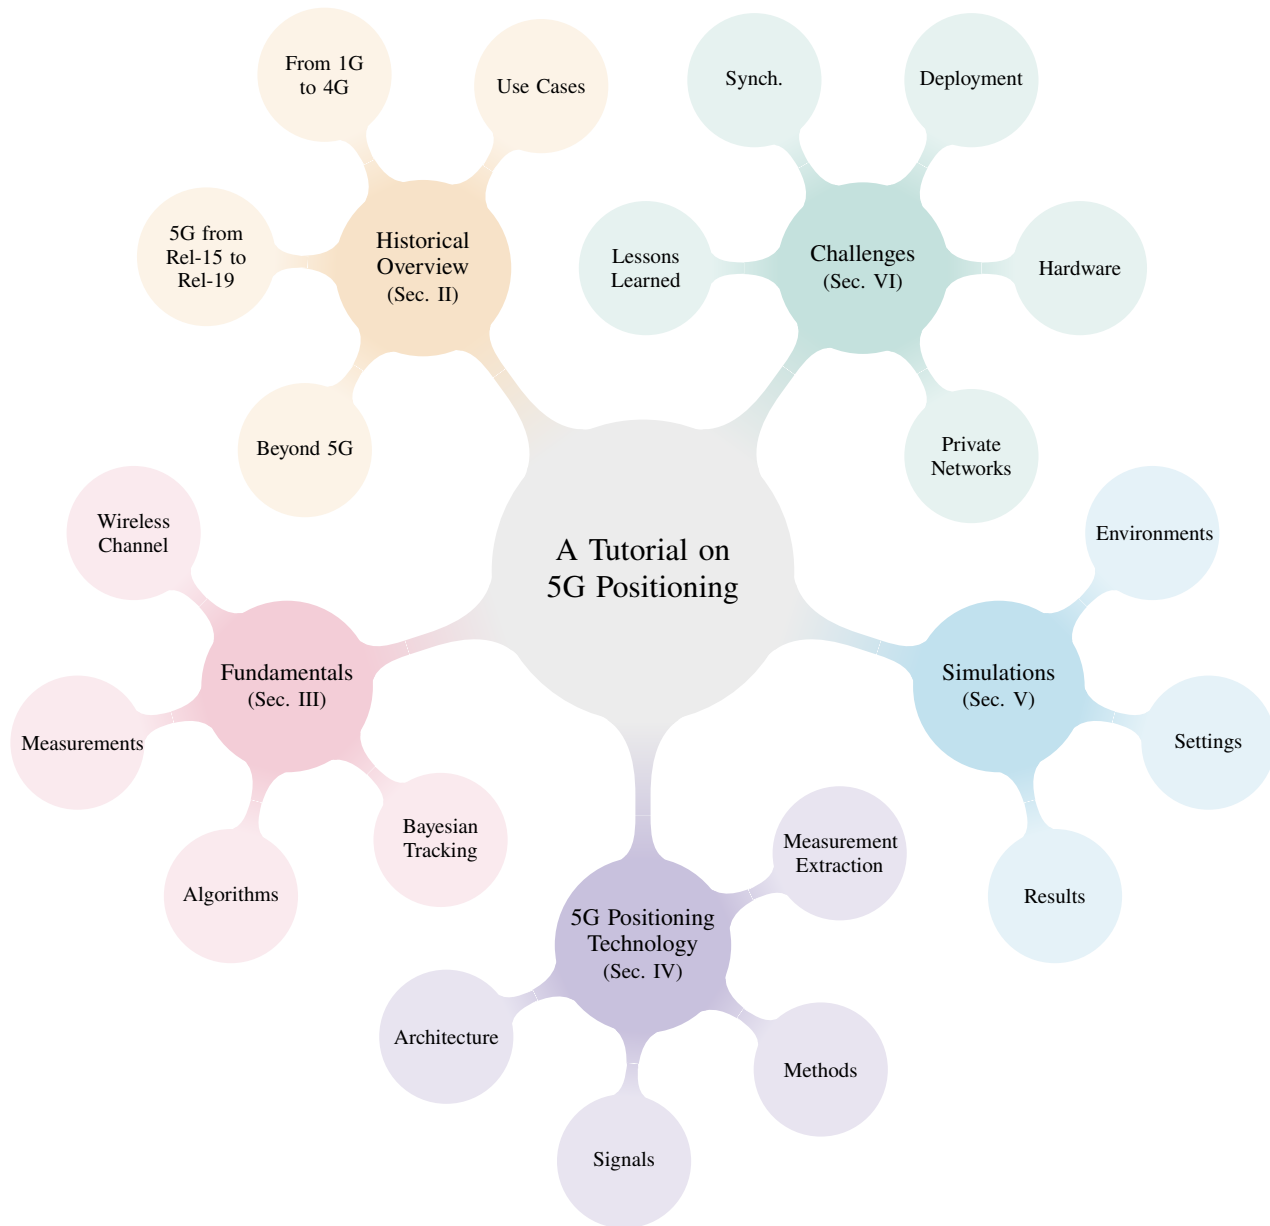 A Tutorial on
5G Positioning
Historical
Overview
(Sec. II)
Use Cases
From 1G
to 4G
5G from
Rel-15 to
Rel-19
Beyond 5G
Fundamentals
(Sec. III)
Wireless
Channel
Measurements
Algorithms
Bayesian
Tracking
5G Positioning
Technology
(Sec. IV)
Architecture
Signals
Methods
Measurement
Extraction
Simulations
(Sec. V)
Environments
Settings
Results
Challenges
(Sec. VI)
Synch.
Deployment
Lessons
Learned
Hardware
Private
Networks